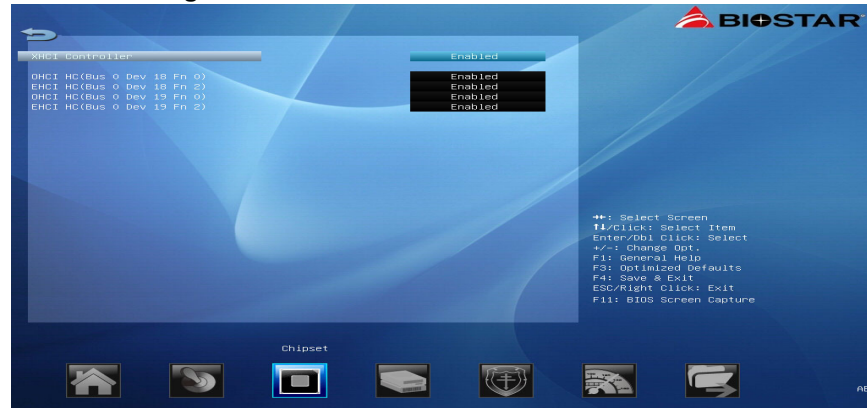 BIOSTAR
XHCI Controller Enabled
OHCI HC(Bus 0 Dev 18 Fn 0) Enabled
EHCI HC(Bus 0 Dev 18 Fn 2) Enabled
OHCI HC(Bus 0 Dev 19 Fn 0) Enabled
EHCI HC(Bus 0 Dev 19 Fn 2) Enabled
→←: Select Screen
↑↓/Click: Select Item
Enter/Dbl Click: Select
+/-: Change Opt.
F1: General Help
F3: Optimized Defaults
F4: Save & Exit
ESC/Right Click: Exit
F11: BIOS Screen Capture
Chipset